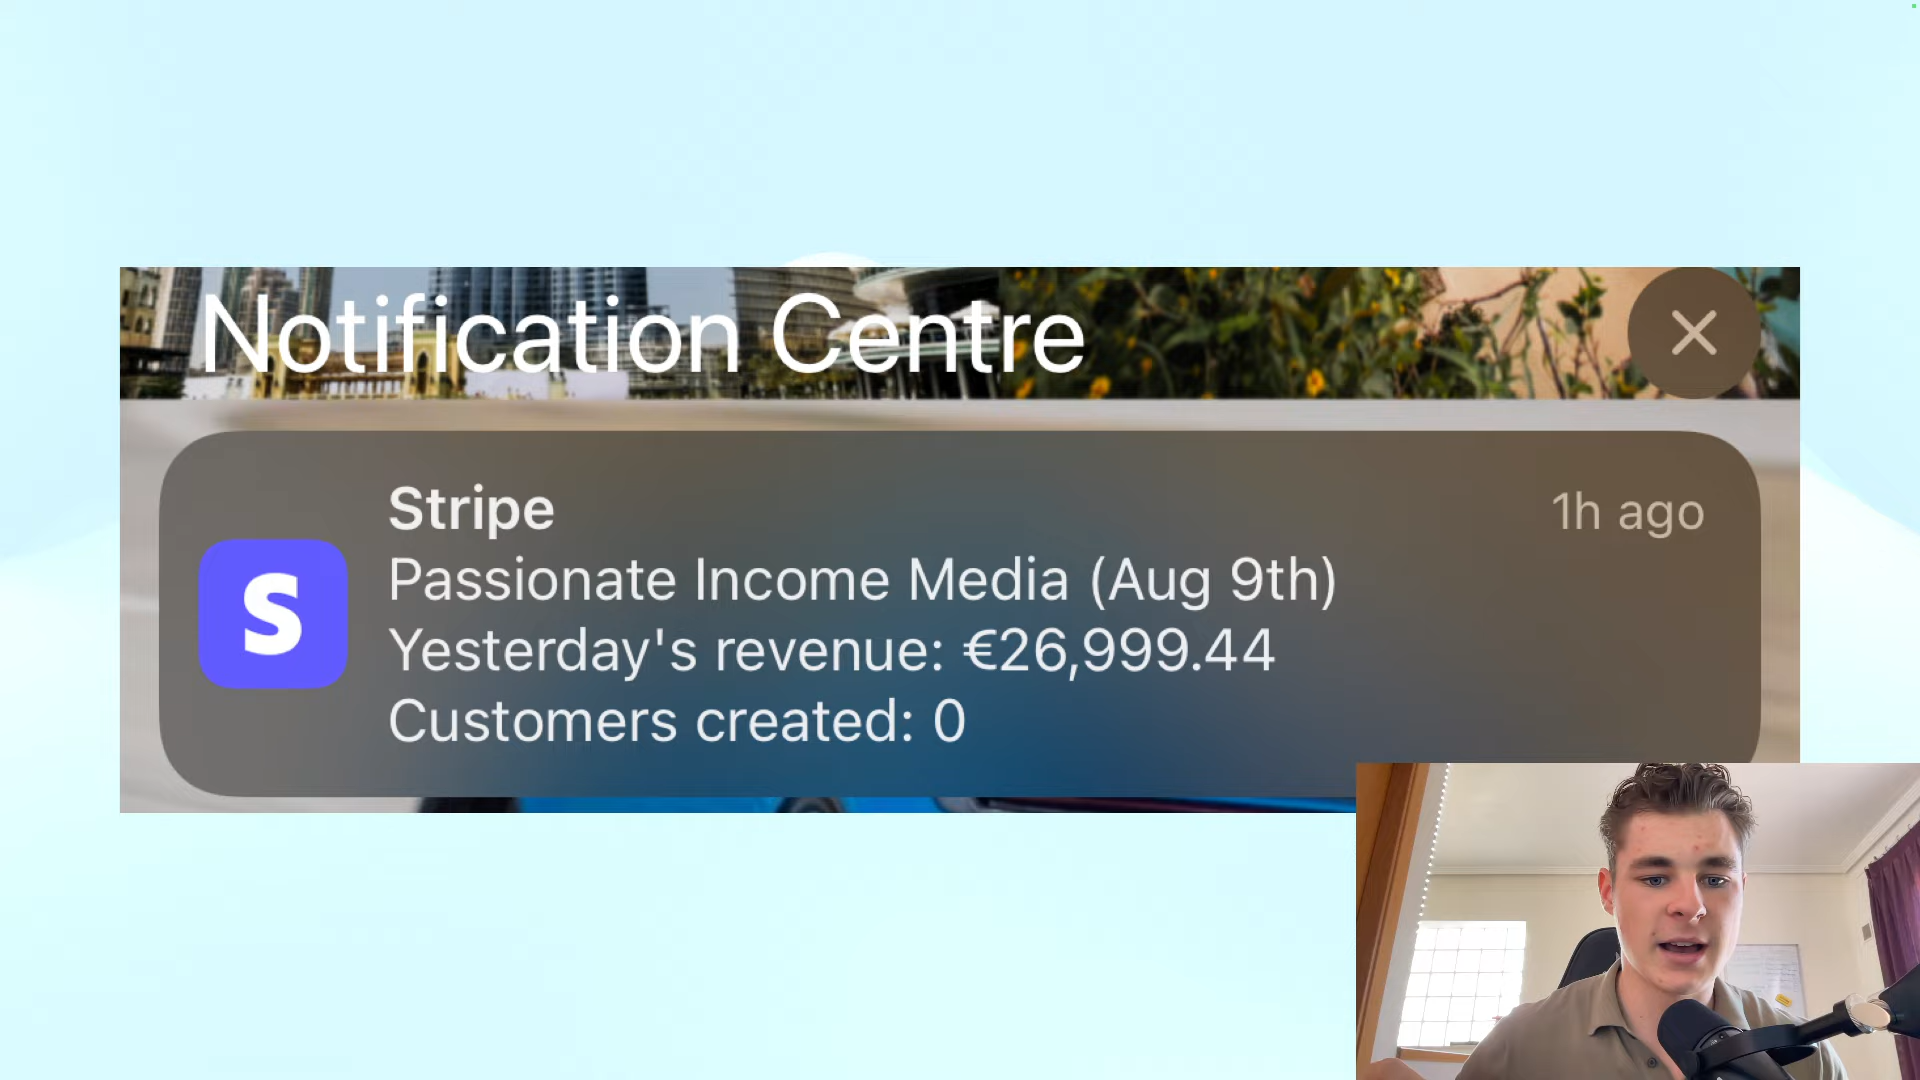 Notification Centre
Stripe
1h ago
Passionate Income Media (Aug 9th)
Yesterday's revenue: €26,999.44
Customers created: 0